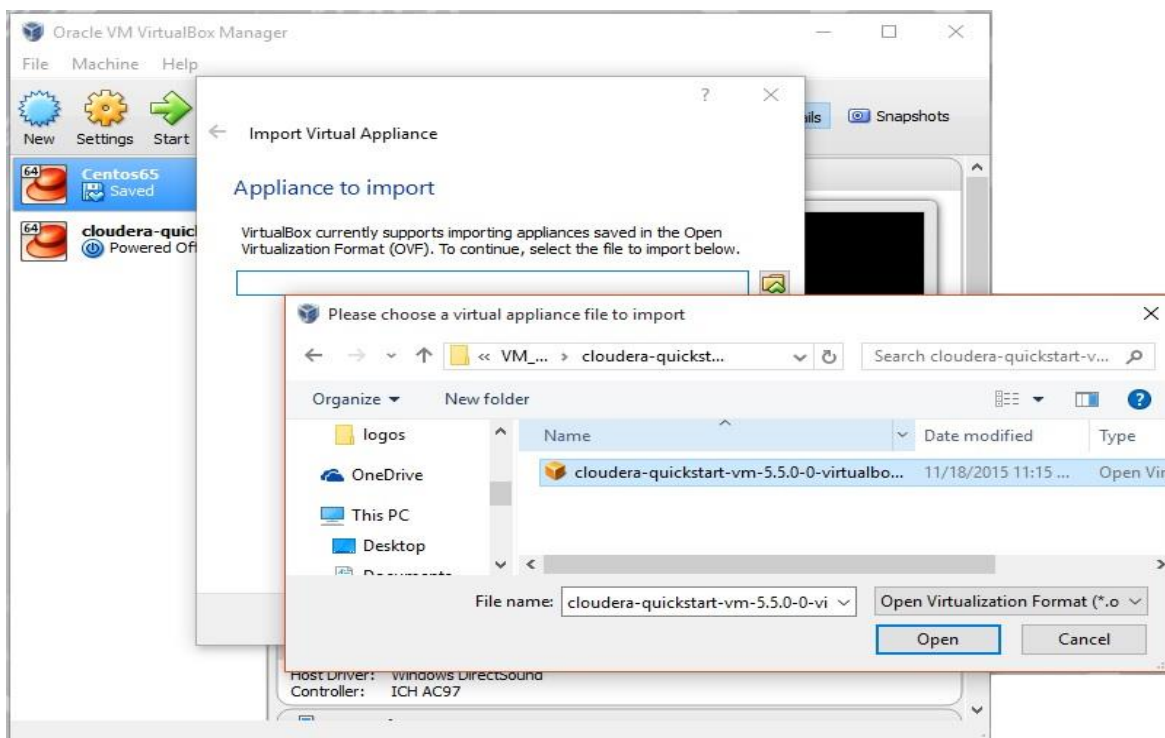 Oracle VM VirtualBox Manager
File Machine Help
New Settings Start
ils Snapshots
64 Centos65
Saved
64 cloudera-quic
Powered Off
? ×
Import Virtual Appliance
Appliance to import
VirtualBox currently supports importing appliances saved in the Open
Virtualization Format (OVF). To continue, select the file to import below.
Please choose a virtual appliance file to import
« VM_... › cloudera-quickst...
Search cloudera-quickstart-v...
Organize New folder
?
logos
OneDrive
This PC
Desktop
Documents
Name Date modified Type
cloudera-quickstart-vm-5.5.0-0-virtualbo... 11/18/2015 11:15 ... Open Vir
File name: cloudera-quickstart-vm-5.5.0-0-vi Open Virtualization Format (*.o
Open Cancel
Host Driver: Windows DirectSound
Controller: ICH AC97